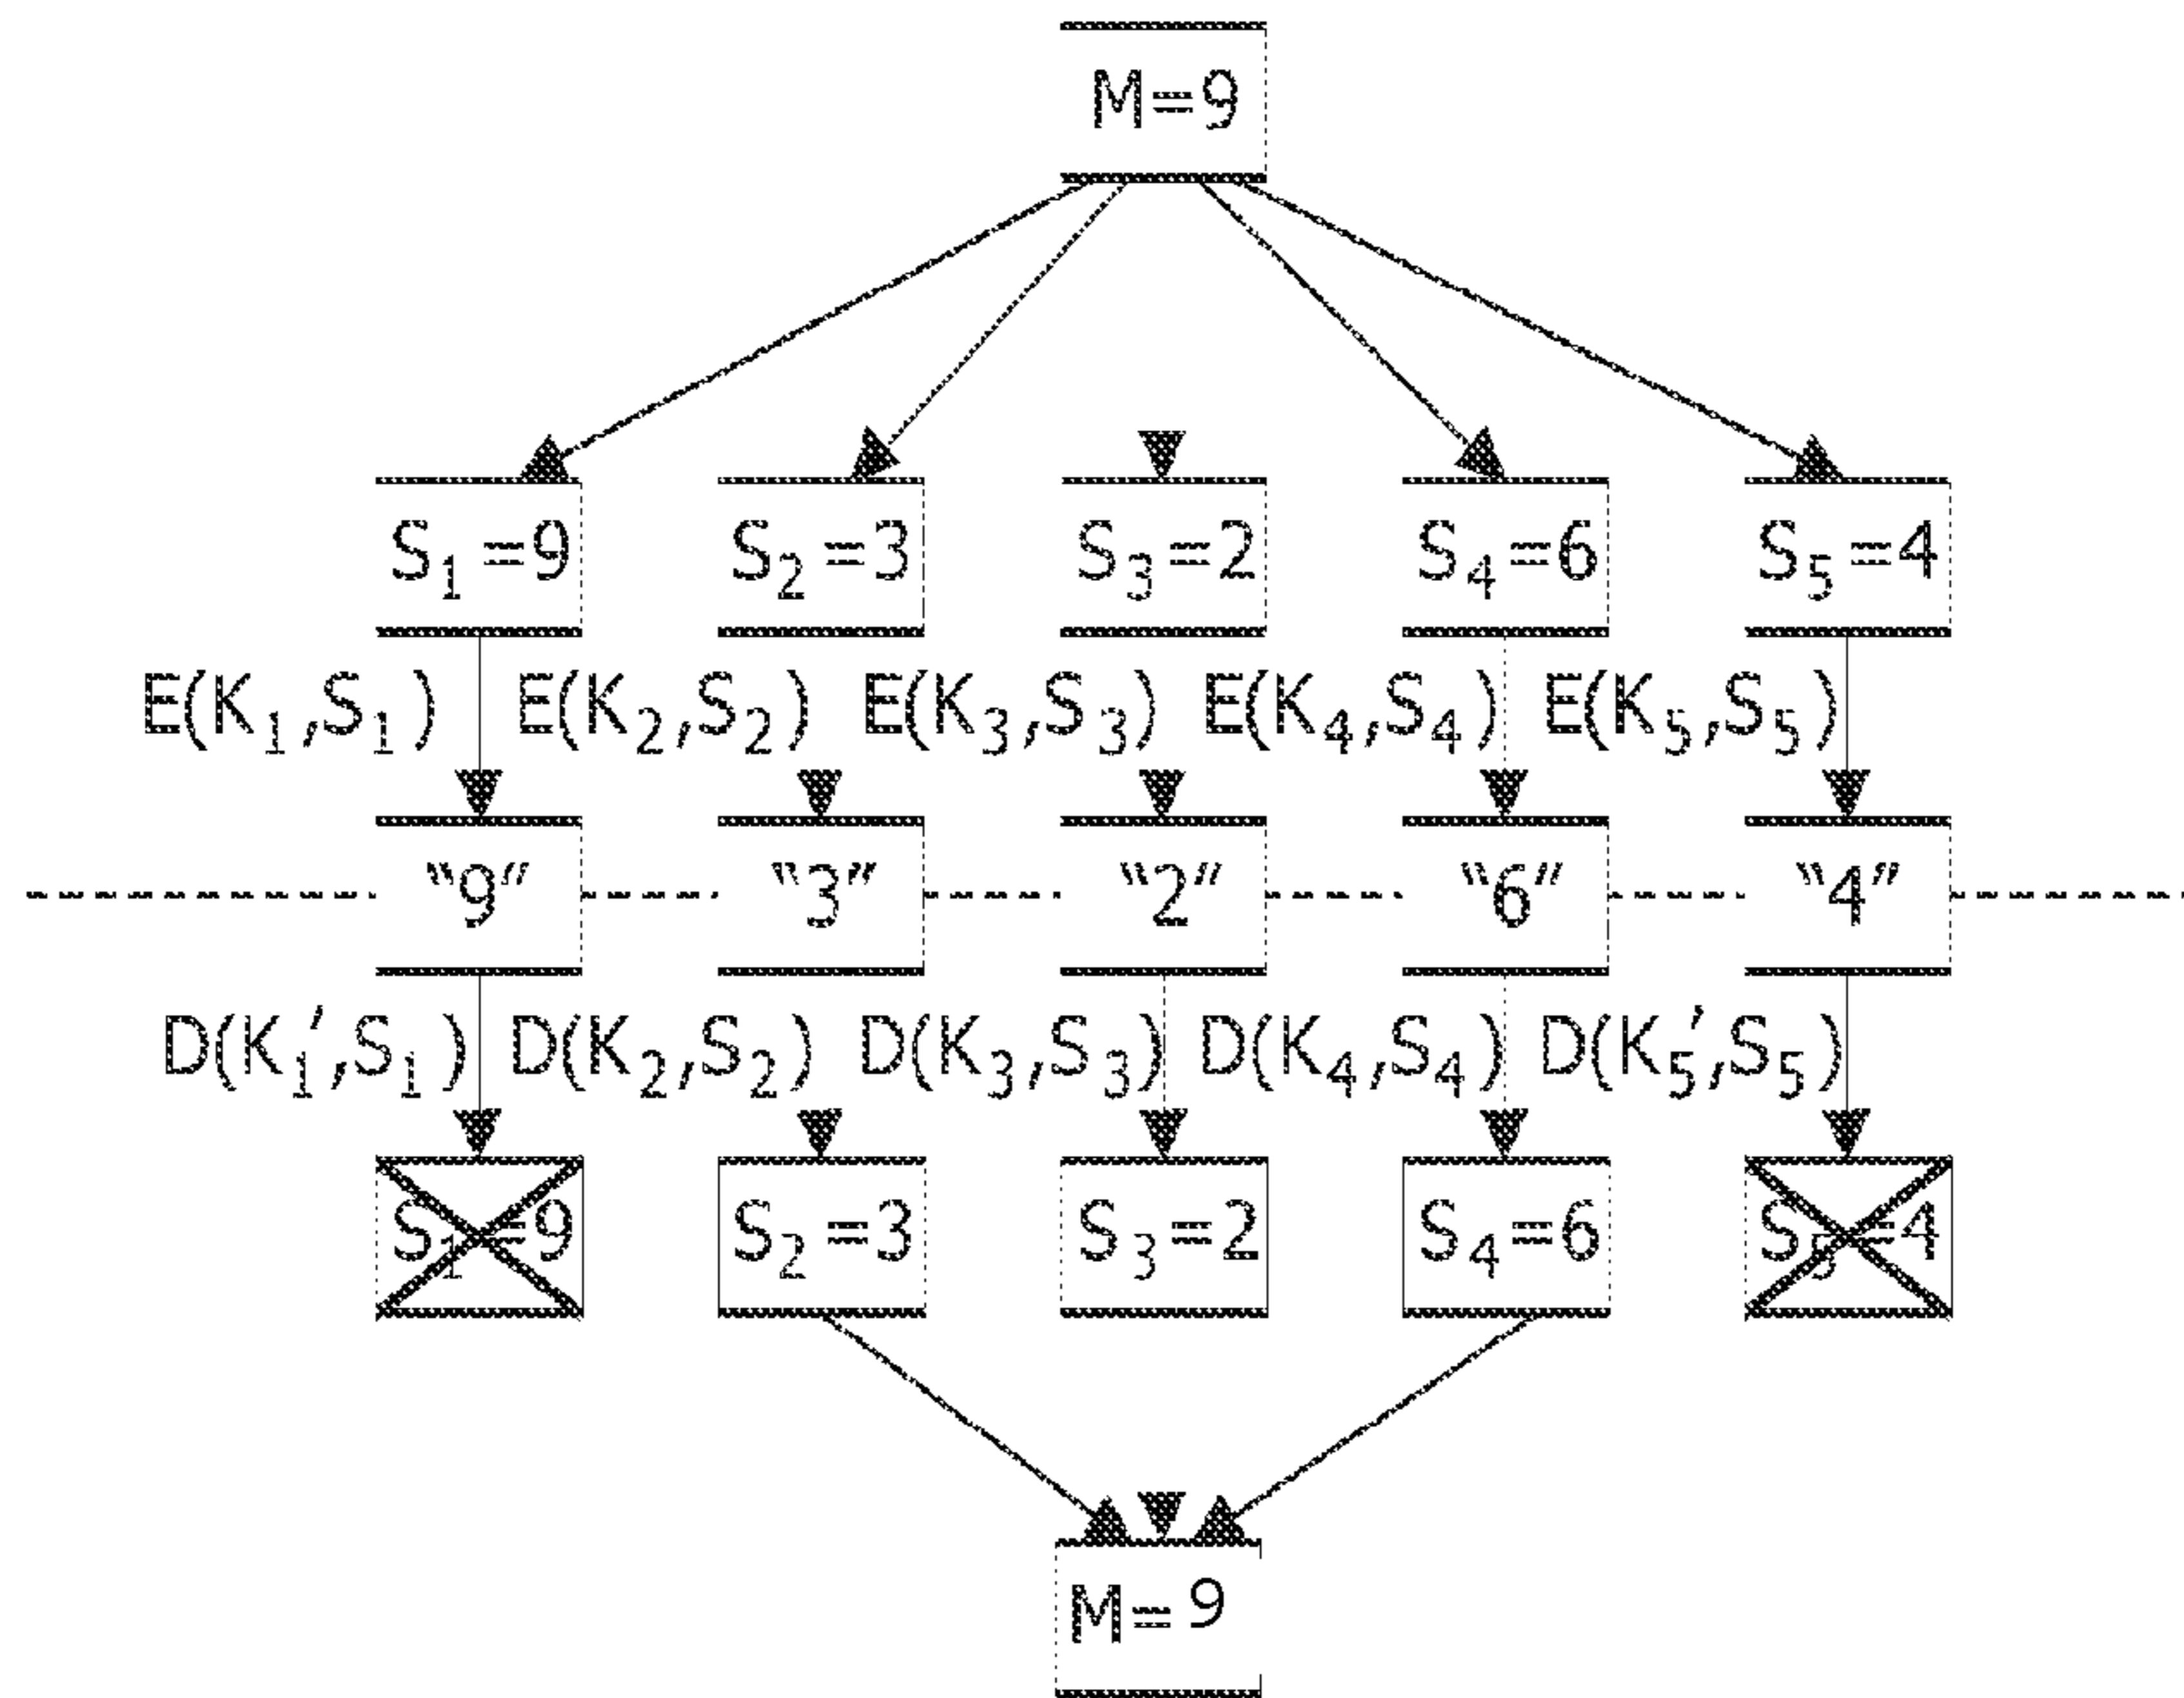 M=9
S₁=9 S₂=3 S₃=2 S₄=6 S₅=4
E(K₁,S₁) E(K₂,S₂) E(K₃,S₃) E(K₄,S₄) E(K₅,S₅)
"9" "3" "2" "6" "4"
D(K₁',S₁) D(K₂,S₂) D(K₃,S₃) D(K₄,S₄) D(K₅',S₅)
S₁=9 S₂=3 S₃=2 S₄=6 S₅=4
M=9